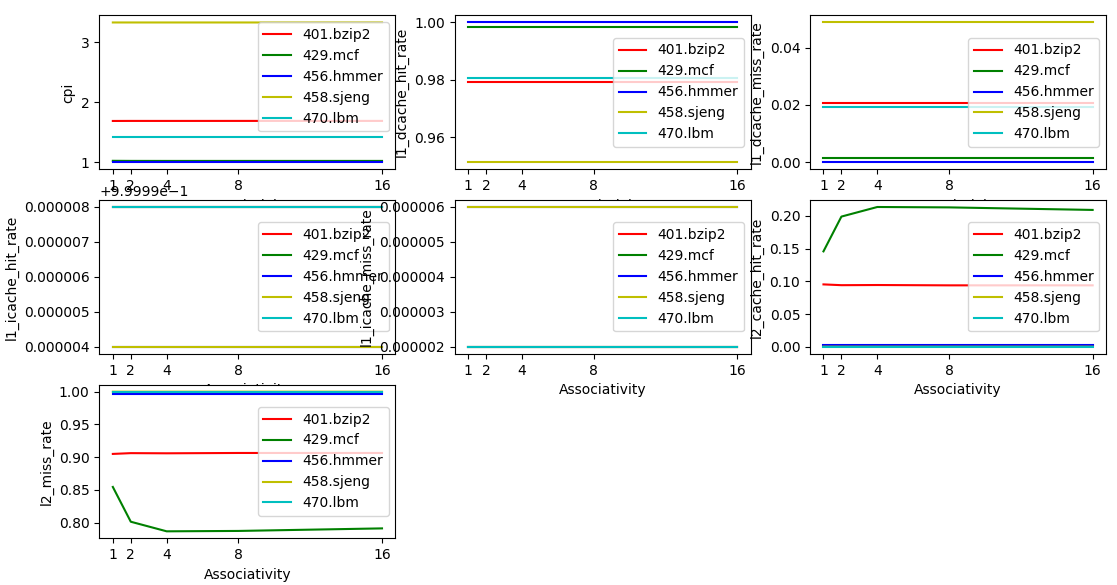 3
2
1
cpi
401.bzip2
429.mcf
456.hmmer
458.sjeng
470.lbm
1 2 4 8 16
1.00
0.98
0.96
l1_dcache_hit_rate
401.bzip2
429.mcf
456.hmmer
458.sjeng
470.lbm
1 2 4 8 16
0.04
0.02
0.00
l1_dcache_miss_rate
401.bzip2
429.mcf
456.hmmer
458.sjeng
470.lbm
1 2 4 8 16
+9.9999e−1
0.000008
0.000007
0.000006
0.000005
0.000004
l1_icache_hit_rate
401.bzip2
429.mcf
456.hmmer
458.sjeng
470.lbm
1 2 4 8 16
0.000006
0.000005
0.000004
0.000003
0.000002
l1_icache_miss_rate
401.bzip2
429.mcf
456.hmmer
458.sjeng
470.lbm
1 2 4 8 16
Associativity
0.20
0.15
0.10
0.05
0.00
l2_cache_hit_rate
401.bzip2
429.mcf
456.hmmer
458.sjeng
470.lbm
1 2 4 8 16
Associativity
1.00
0.95
0.90
0.85
0.80
l2_miss_rate
401.bzip2
429.mcf
456.hmmer
458.sjeng
470.lbm
1 2 4 8 16
Associativity